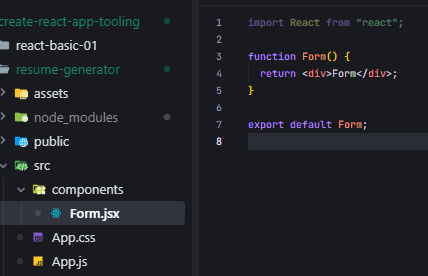 create-react-app-tooling
react-basic-01
resume-generator
assets
node_modules
public
src
components
Form.jsx
App.css
App.js
1 import React from "react";
2
3 function Form() {
4 return <div>Form</div>;
5 }
6
7 export default Form;
8